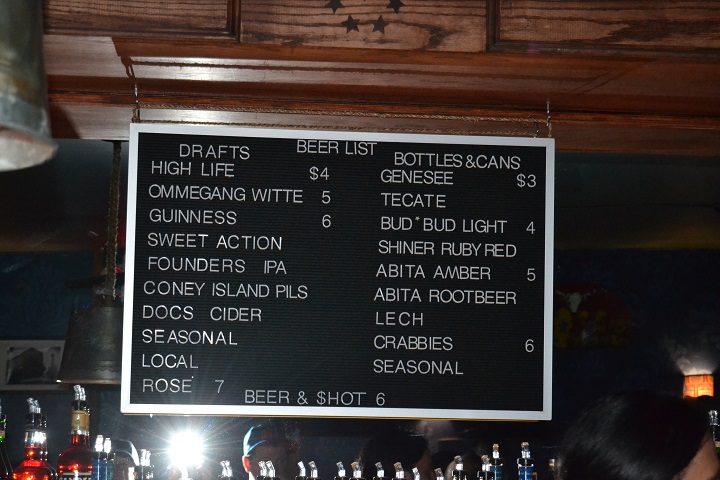 BEER LIST
DRAFTS
HIGH LIFE $4
OMMEGANG WITTE 5
GUINNESS 6
SWEET ACTION
FOUNDERS IPA
CONEY ISLAND PILS
DOCS CIDER
SEASONAL
LOCAL
ROSE' 7
BOTTLES&CANS
GENESEE $3
TECATE
BUD*BUD LIGHT 4
SHINER RUBY RED
ABITA AMBER 5
ABITA ROOTBEER
LECH
CRABBIES 6
SEASONAL
BEER & $HOT 6